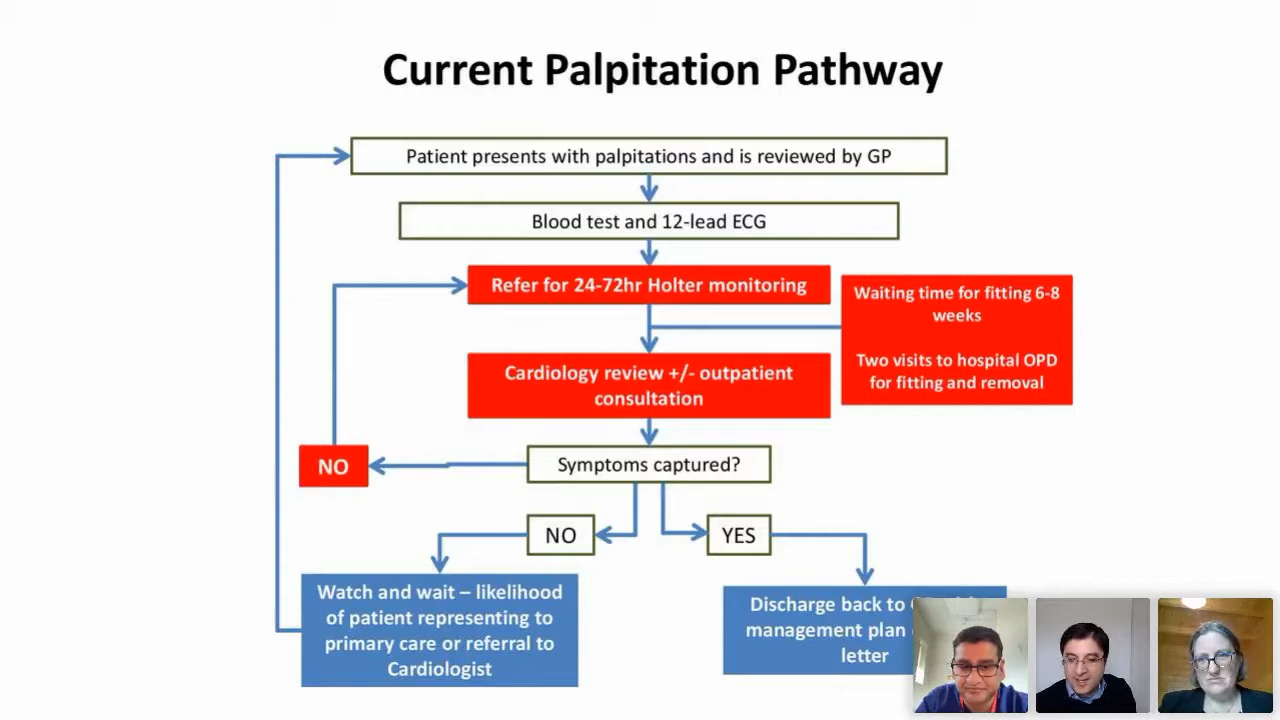 Current Palpitation Pathway
Patient presents with palpitations and is reviewed by GP
Blood test and 12-lead ECG
Refer for 24-72hr Holter monitoring
Waiting time for fitting 6-8
weeks
Two visits to hospital OPD
for fitting and removal
Cardiology review +/- outpatient
consultation
NO
Symptoms captured?
NO
YES
Watch and wait – likelihood
of patient representing to
primary care or referral to
Cardiologist
Discharge back to
management plan
letter